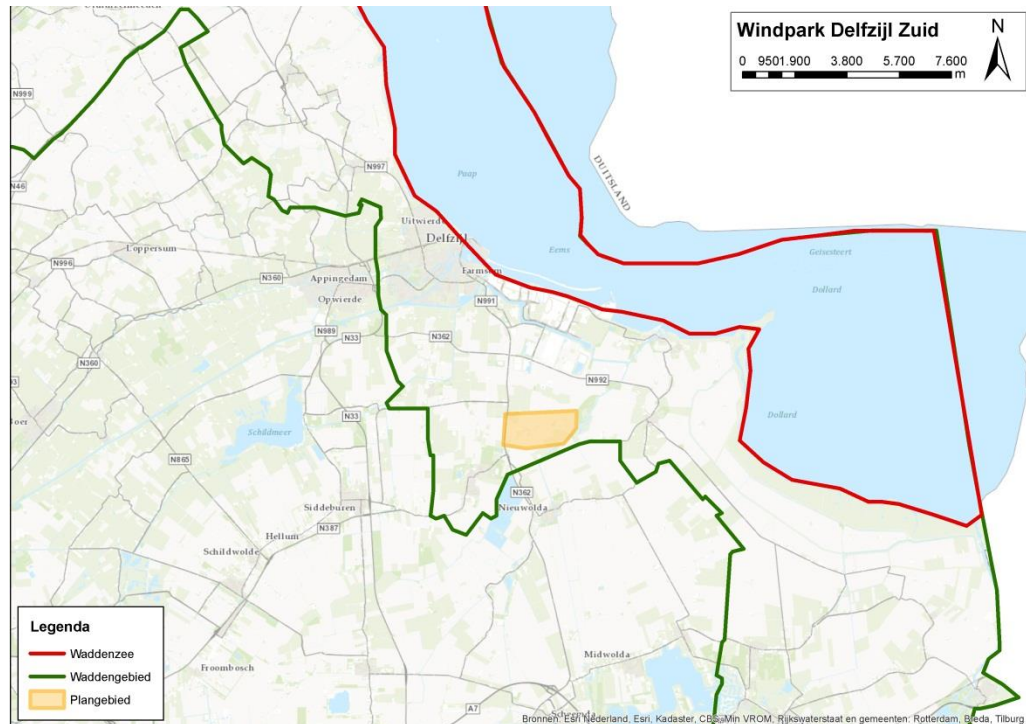 Windpark Delfzijl Zuid
N
0 9501.900 3.800 5.700 7.600
m
N999
N997
N46
Paap
DUITSLAND
Uitwierde
Delfzijl
Eems
Geisesteert
Loppersum
N996
N360
Appingedam
Farmsum
Dollard
Opwierde
N991
N989
N33
N362
N360
N992
N33
Dollard
Schildmeer
N865
N362
Siddeburen
Nieuwolda
N387
Hellum
Schildwolde
Legenda
Waddenzee
Waddengebied
Plangebied
Froombosch
Midwolda
A7
Bronnen: Esri Nederland, Esri, Kadaster, CBS, Min VROM, Rijkswaterstaat en gemeenten: Rotterdam, Breda, Tilburg